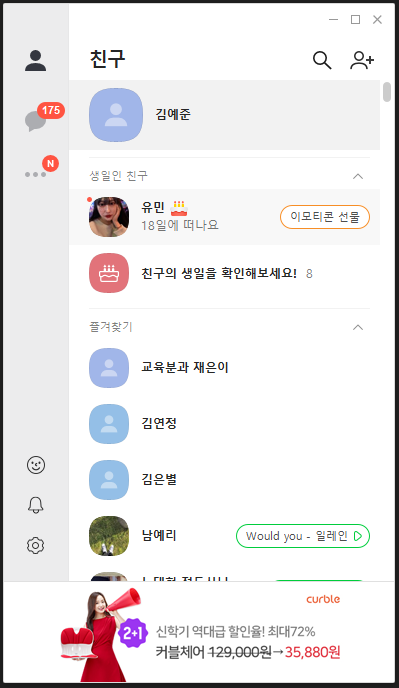 친구
175
김예준
N
생일인 친구
유민
이모티콘 선물
18일에 떠나요
친구의 생일을 확인해보세요! 8
즐겨찾기
교육분과 재은이
김연정
김은별
남예리
Would you - 일레인
curble
2+1
신학기 역대급 할인율! 최대72%
커블체어 129,000원→35,880원